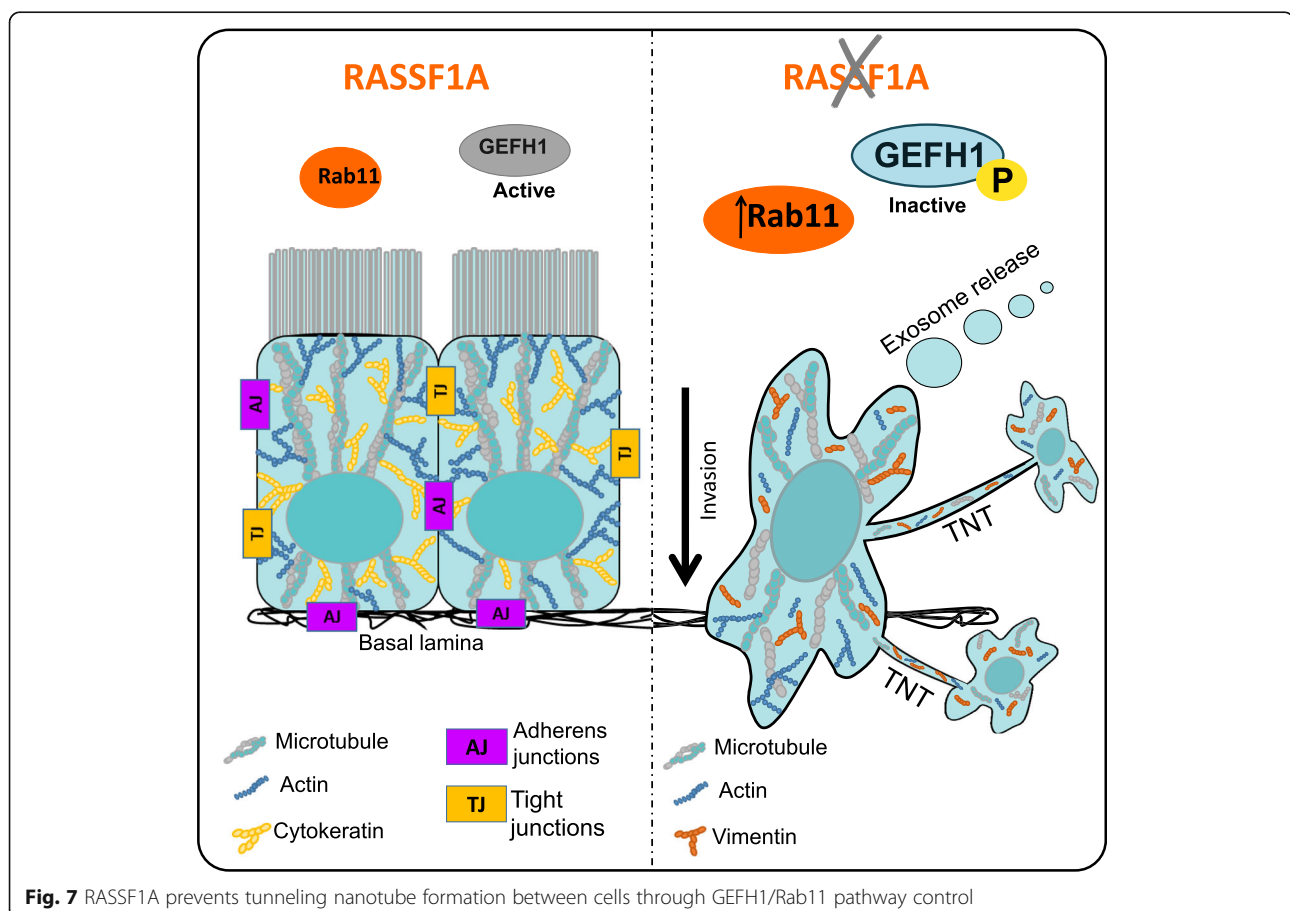 RASSF1A
RASSF1A
GEFH1
Active
Rab11
GEFH1
P
Inactive
↑Rab11
Exosome release
AJ
TJ
TJ
AJ
TJ
AJ
AJ
Basal lamina
Invasion
TNT
TNT
Microtubule
Actin
Cytokeratin
AJ
Adherens
junctions
TJ
Tight
junctions
Microtubule
Actin
Vimentin
Fig. 7 RASSF1A prevents tunneling nanotube formation between cells through GEFH1/Rab11 pathway control